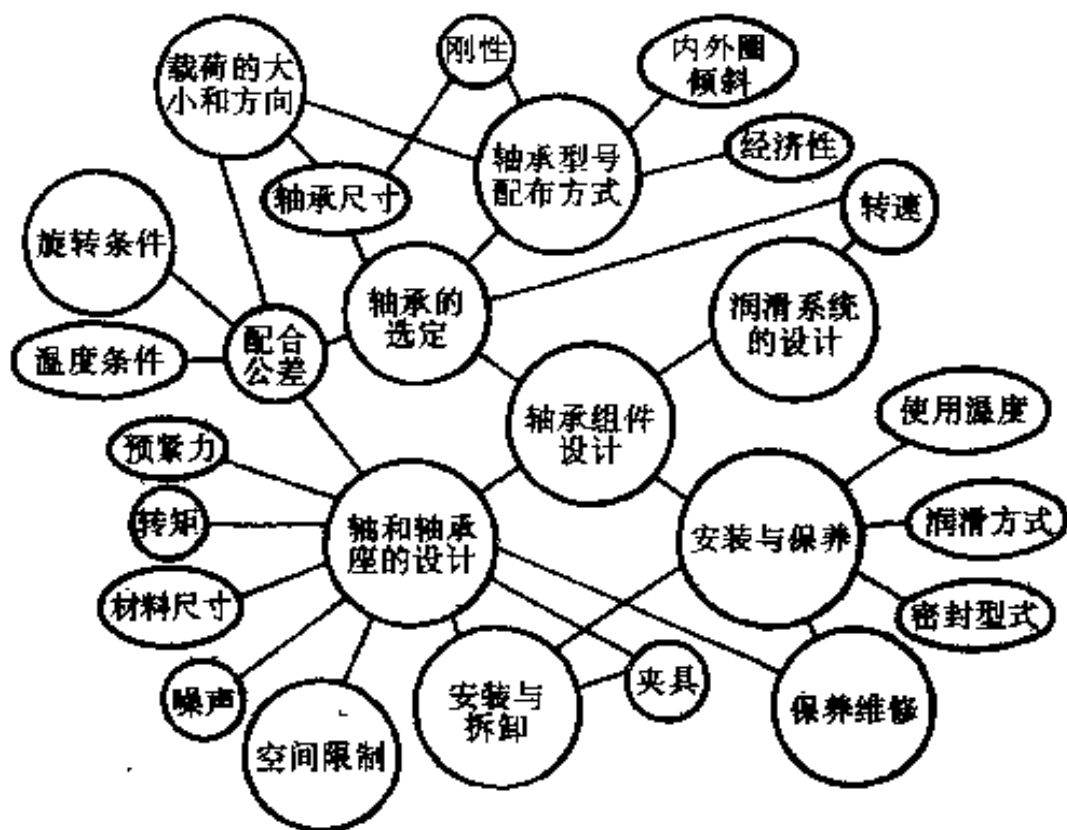 刚性
内外圈
倾斜
载荷的大
小和方向
经济性
轴承型号
配布方式
轴承尺寸
转速
旋转条件
轴承的
选定
润滑系统
的设计
配合
公差
温度条件
轴承组件
设计
使用温度
预紧力
转矩
轴和轴承
座的设计
安装与保养
润滑方式
材料尺寸
密封型式
噪声
安装与
拆卸
夹具
保养维修
空间限制